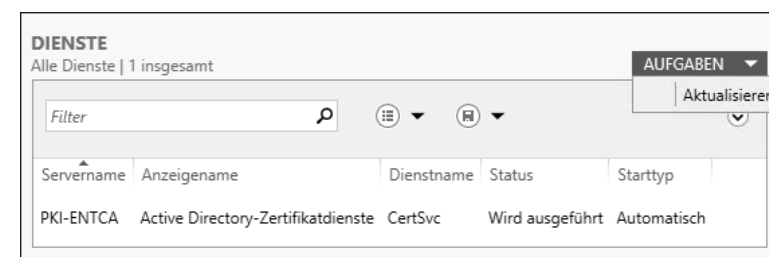 DIENSTE
Alle Dienste | 1 insgesamt
AUFGABEN
Aktualisieren
Filter
Servername Anzeigename Dienstname Status Starttyp
PKI-ENTCA Active Directory-Zertifikatdienste CertSvc Wird ausgeführt Automatisch